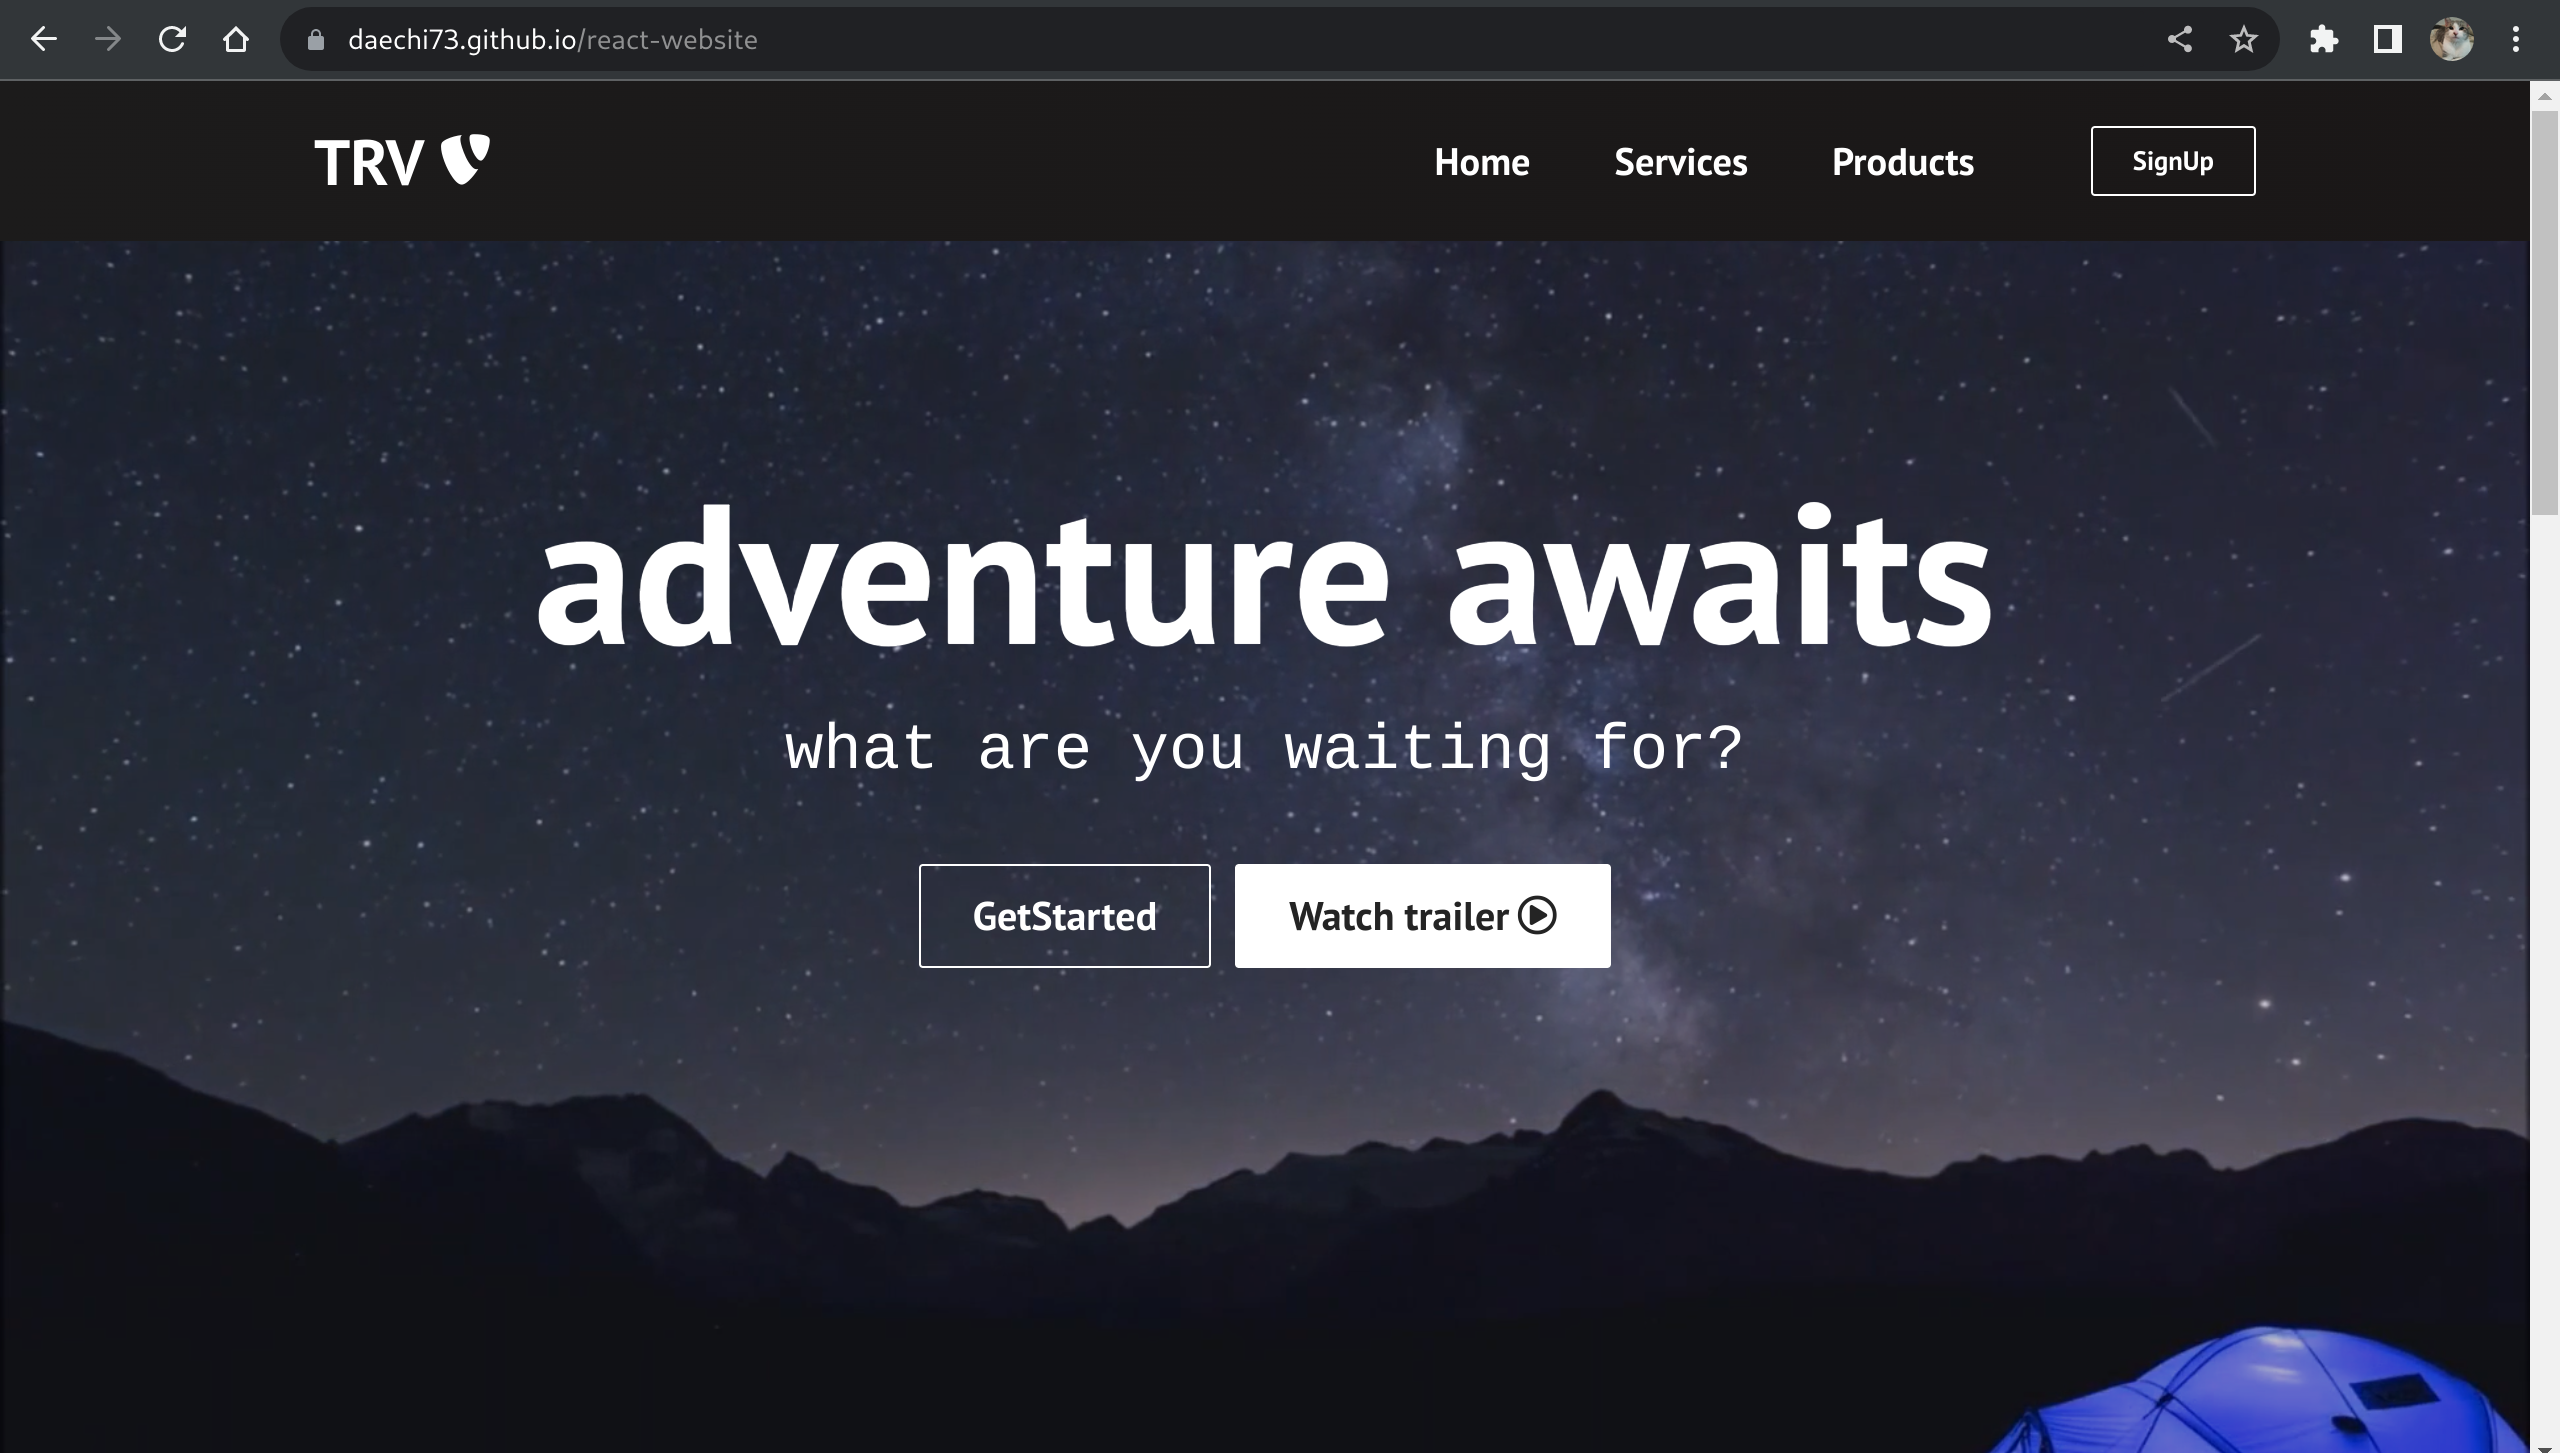 daechi73.github.io/react-website
TRV
Home Services Products SignUp
adventure awaits
what are you waiting for?
GetStarted Watch trailer